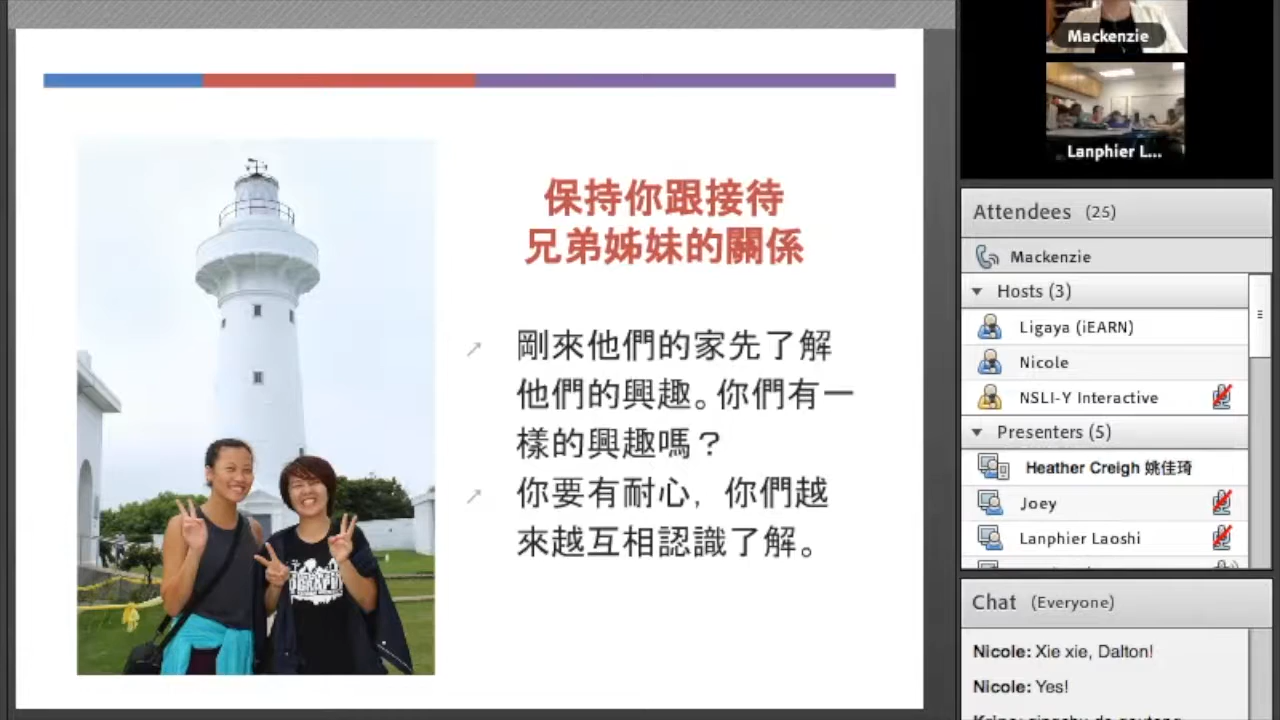 保持你跟接待
兄弟姊妹的關係
剛來他們的家先了解
他們的興趣。你們有一
樣的興趣嗎？
你要有耐心，你們越
來越互相認識了解。
Mackenzie
Lanphier L...
Attendees (25)
Mackenzie
Hosts (3)
Ligaya (iEARN)
Nicole
NSLI-Y Interactive
Presenters (5)
Heather Creigh 姚佳琦
Joey
Lanphier Laoshi
Chat (Everyone)
Nicole: Xie xie, Dalton!
Nicole: Yes!